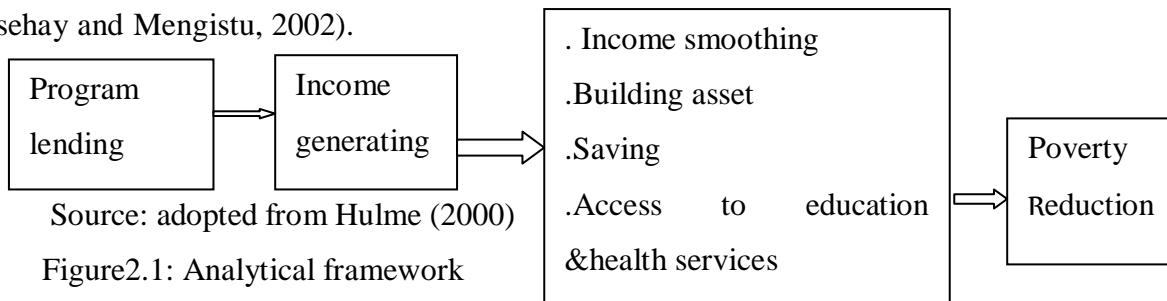 sehay and Mengistu, 2002).
Program
lending
Income
generating
. Income smoothing
.Building asset
.Saving
.Access to education
&health services
Poverty
Reduction
Source: adopted from Hulme (2000)
Figure2.1: Analytical framework